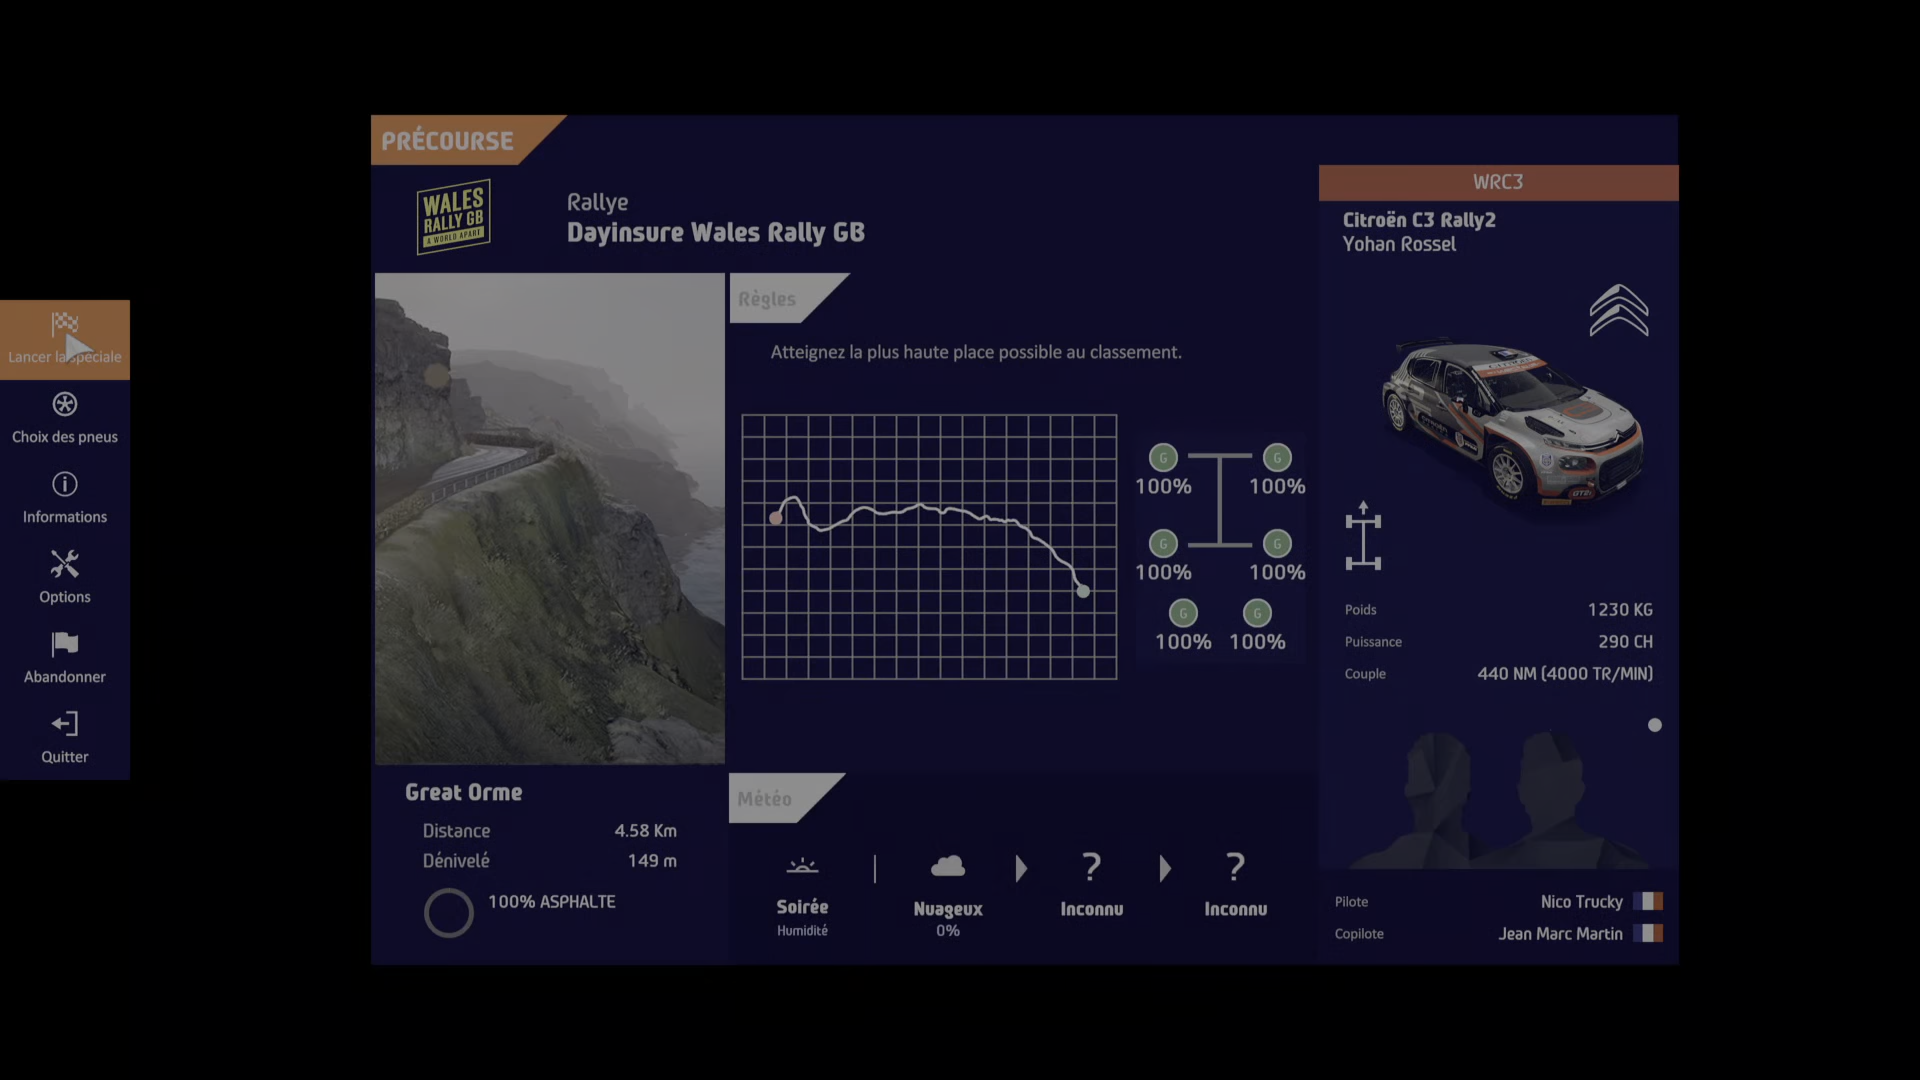 PRÉCOURSE
WALES
RALLY GB
A WORLD APART
Rallye
Dayinsure Wales Rally GB
WRC3
Citroën C3 Rally2
Yohan Rossel
Lancer la spéciale
Choix des pneus
Informations
Options
Abandonner
Quitter
Règles
Atteignez la plus haute place possible au classement.
G G
100% 100%
G G
100% 100%
G G
100% 100%
Poids 1230 KG
Puissance 290 CH
Couple 440 NM (4000 TR/MIN)
Great Orme
Distance 4.58 Km
Dénivelé 149 m
100% ASPHALTE
Météo
? ?
Soirée Nuageux Inconnu Inconnu
Humidité 0%
Pilote Nico Trucky
Copilote Jean Marc Martin